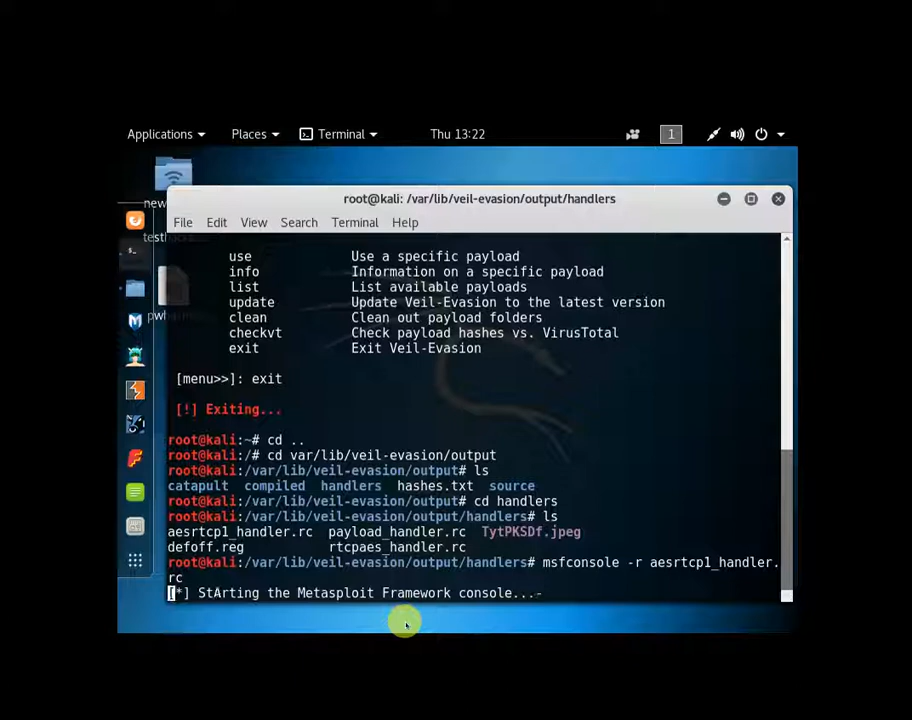 Applications Places Terminal Thu 13:22 1
root@kali: /var/lib/veil-evasion/output/handlers
File Edit View Search Terminal Help
use Use a specific payload
info Information on a specific payload
list List available payloads
update Update Veil-Evasion to the latest version
clean Clean out payload folders
checkvt Check payload hashes vs. VirusTotal
exit Exit Veil-Evasion
[menu>>]: exit
[!] Exiting...
root@kali:~# cd ..
root@kali:/# cd var/lib/veil-evasion/output
root@kali:/var/lib/veil-evasion/output# ls
catapult compiled handlers hashes.txt source
root@kali:/var/lib/veil-evasion/output# cd handlers
root@kali:/var/lib/veil-evasion/output/handlers# ls
aesrtcp1_handler.rc payload_handler.rc TytPKSDf.jpeg
defoff.reg rtcpaes_handler.rc
root@kali:/var/lib/veil-evasion/output/handlers# msfconsole -r aesrtcp1_handler.
rc
[*] StArting the Metasploit Framework console...-
new